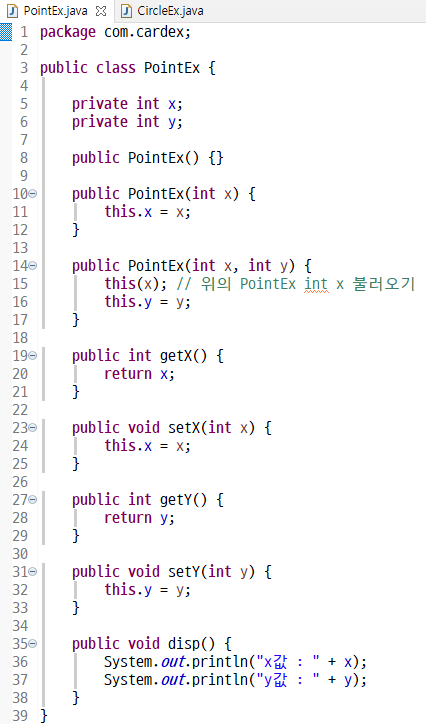 PointEx.java CircleEx.java
1 package com.cardex;
2
3 public class PointEx {
4
5 private int x;
6 private int y;
7
8 public PointEx() {}
9
10 public PointEx(int x) {
11 this.x = x;
12 }
13
14 public PointEx(int x, int y) {
15 this(x); // 위의 PointEx int x 불러오기
16 this.y = y;
17 }
18
19 public int getX() {
20 return x;
21 }
22
23 public void setX(int x) {
24 this.x = x;
25 }
26
27 public int getY() {
28 return y;
29 }
30
31 public void setY(int y) {
32 this.y = y;
33 }
34
35 public void disp() {
36 System.out.println("x값 : " + x);
37 System.out.println("y값 : " + y);
38 }
39 }